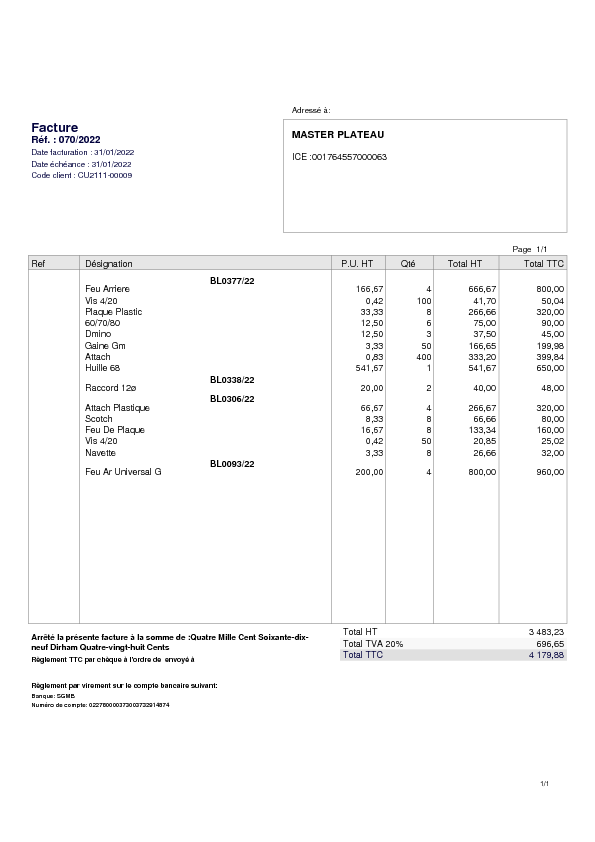 Adressé à:
Facture
Réf. : 070/2022
Date facturation : 31/01/2022
Date échéance : 31/01/2022
Code client : CU2111-00009
MASTER PLATEAU
ICE :001764557000063
Page 1/1
Ref Désignation P.U. HT Qté Total HT Total TTC
BL0377/22
Feu Arriere 166,67 4 666,67 800,00
Vis 4/20 0,42 100 41,70 50,04
Plaque Plastic 33,33 8 266,66 320,00
60/70/80 12,50 6 75,00 90,00
Dmino 12,50 3 37,50 45,00
Gaine Gm 3,33 50 166,65 199,98
Attach 0,83 400 333,20 399,84
Huille 68 541,67 1 541,67 650,00
BL0338/22
Raccord 12ø 20,00 2 40,00 48,00
BL0306/22
Attach Plastique 66,67 4 266,67 320,00
Scotch 8,33 8 66,66 80,00
Feu De Plaque 16,67 8 133,34 160,00
Vis 4/20 0,42 50 20,85 25,02
Navette 3,33 8 26,66 32,00
BL0093/22
Feu Ar Universal G 200,00 4 800,00 960,00
Total HT 3 483,23
Total TVA 20% 696,65
Total TTC 4 179,88
Arrêté la présente facture à la somme de :Quatre Mille Cent Soixante-dix-
neuf Dirham Quatre-vingt-huit Cents
Règlement TTC par chèque à l'ordre de envoyé à
Règlement par virement sur le compte bancaire suivant:
Banque: SGMB
Numéro de compte:
1/1